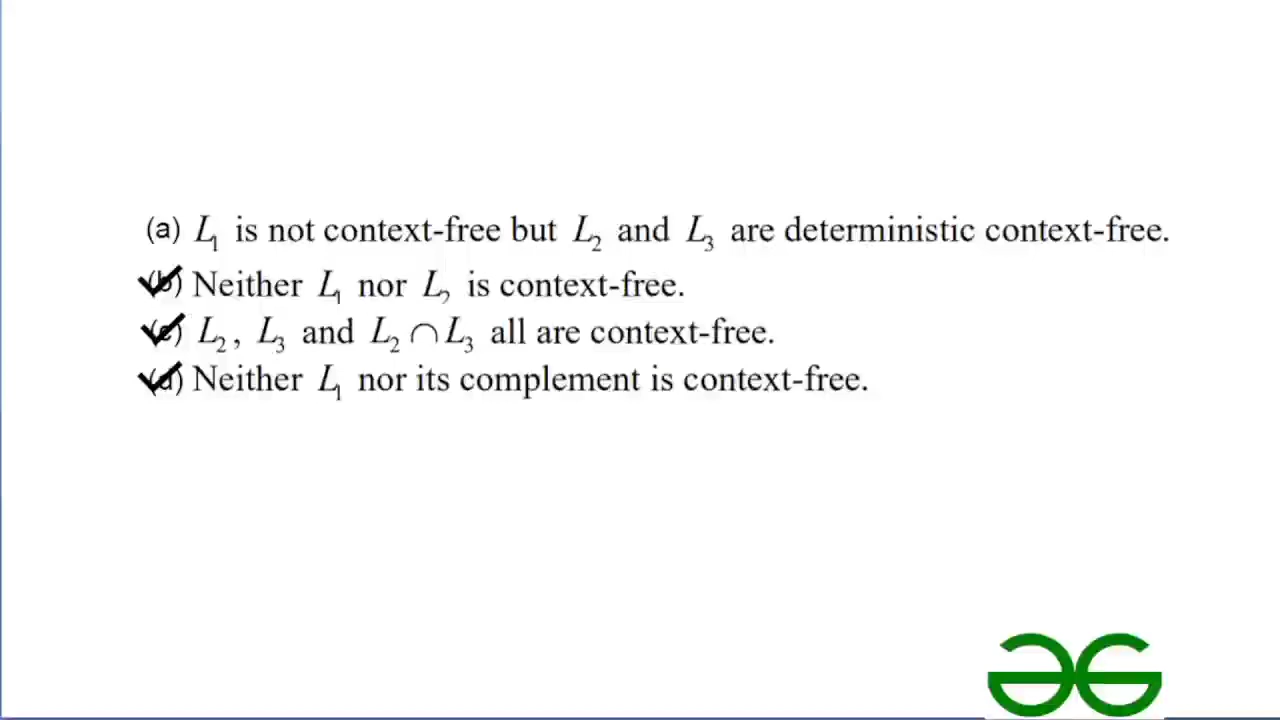 (a) L₁ is not context-free but L₂ and L₃ are deterministic context-free.
(b) Neither L₁ nor L₂ is context-free.
(c) L₂, L₃ and L₂ ∩ L₃ all are context-free.
(d) Neither L₁ nor its complement is context-free.